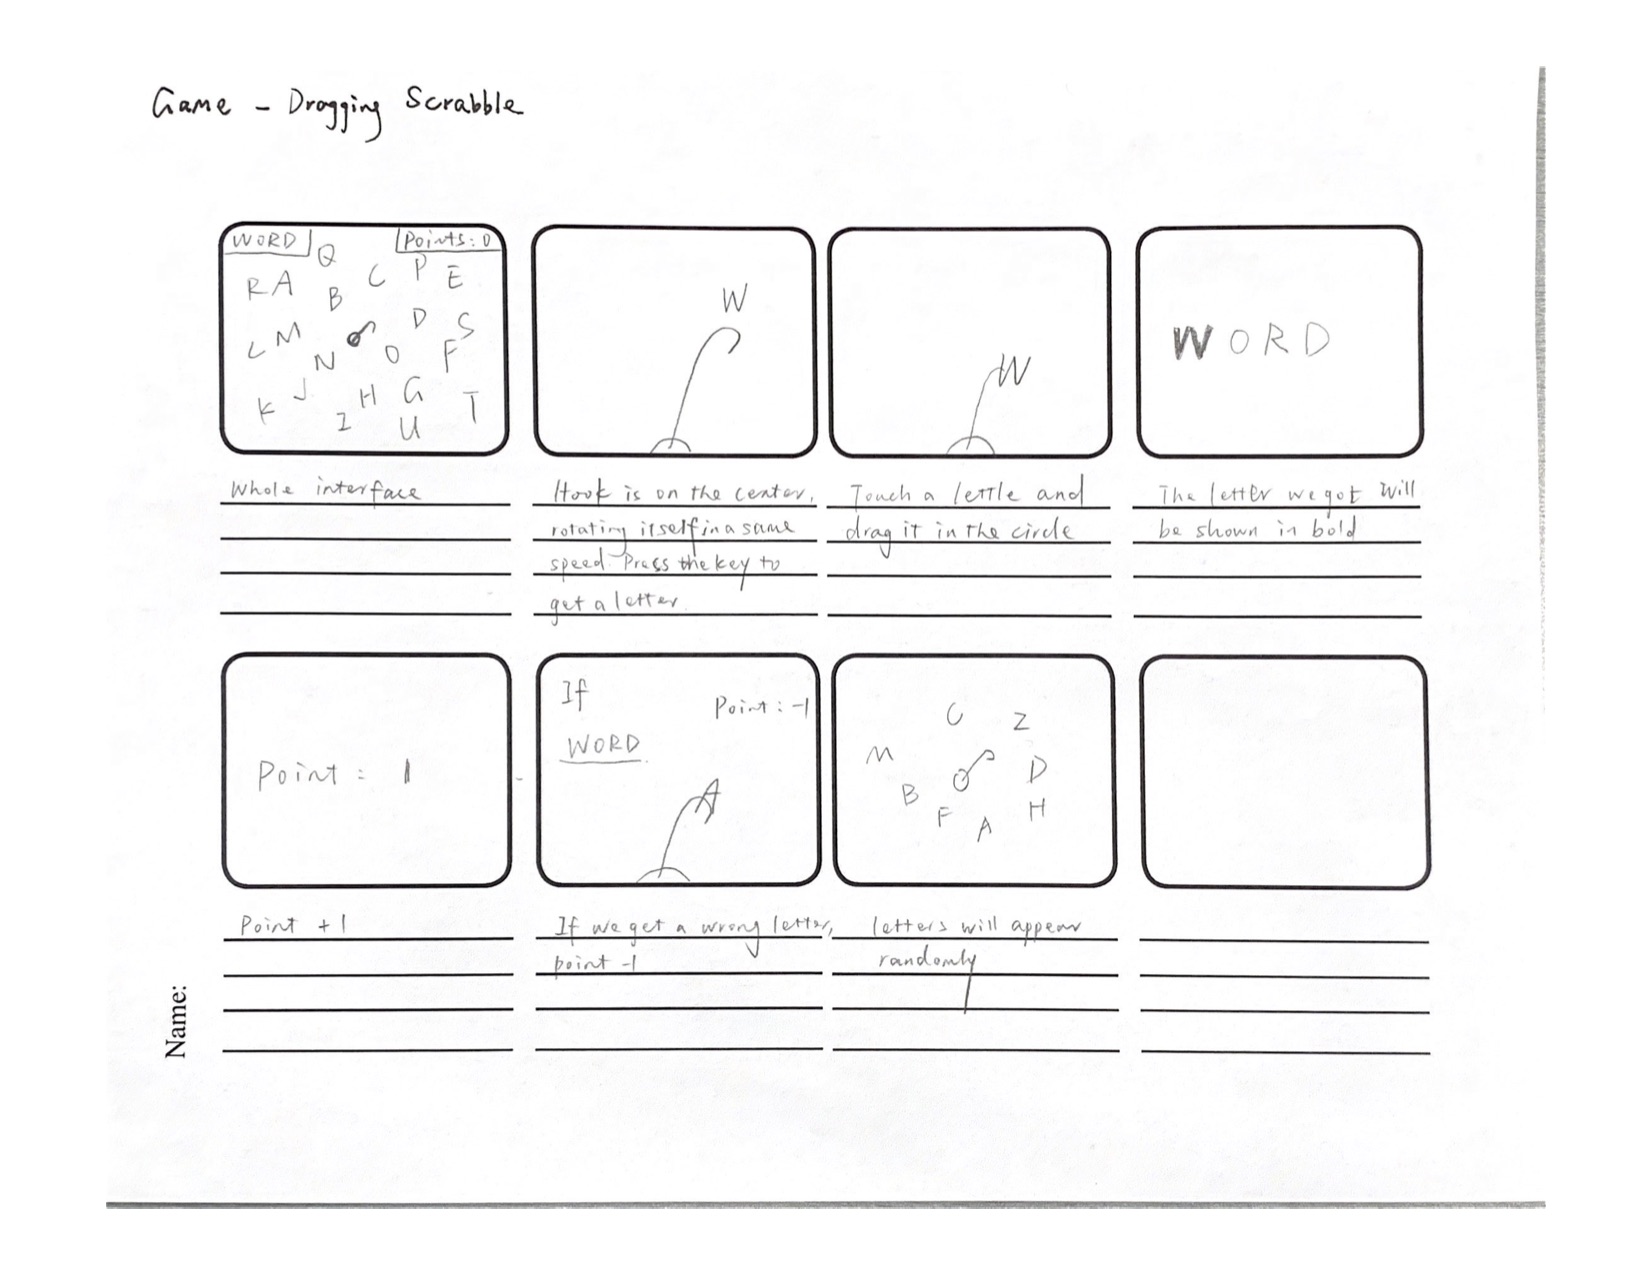 Game - Dragging Scrabble
WORD
Points: 0
Q
C P E
R A B
D S
L M N O F
K J I H G T
U
W
W
WORD
Whole interface
Hook is on the center,
rotating itself in a same
speed. Press the key to
get a letter.
Touch a lettle and
drag it in the circle
The letter we got will
be shown in bold
Point : 1
If
Point : -1
WORD
A
C Z
M D
B H
F A
Point +1
If we get a wrong letter,
point -1
letters will appear
randomly
Name: